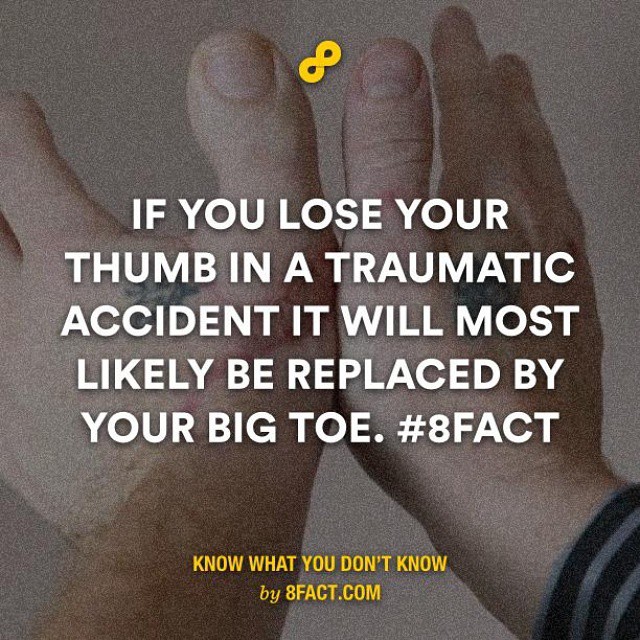 IF YOU LOSE YOUR
THUMB IN A TRAUMATIC
ACCIDENT IT WILL MOST
LIKELY BE REPLACED BY
YOUR BIG TOE. #8FACT
KNOW WHAT YOU DON'T KNOW
by 8FACT.COM